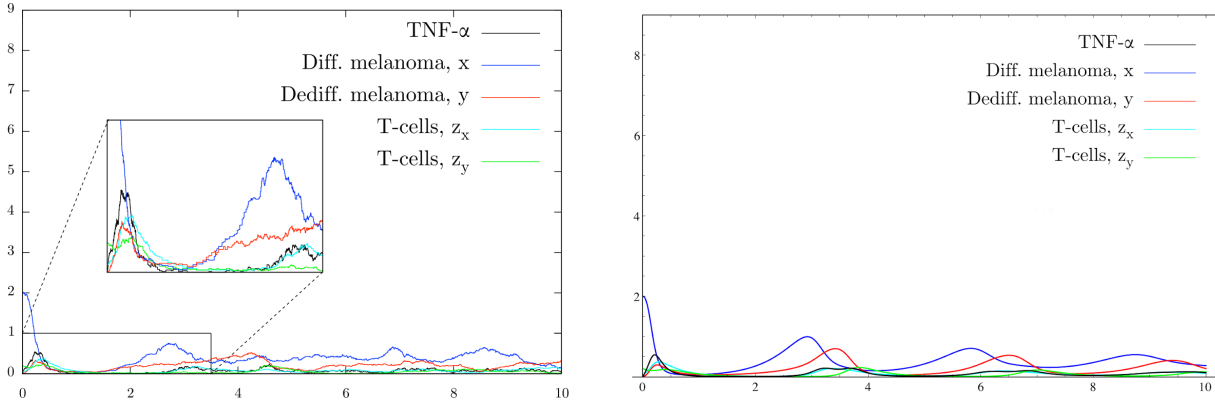 9
8
7
6
5
4
3
2
1
0
0 2 4 6 8 10
TNF-α
Diff. melanoma, x
Dediff. melanoma, y
T-cells, zx
T-cells, zy
8
6
4
2
0 2 4 6 8 10
TNF-α
Diff. melanoma, x
Dediff. melanoma, y
T-cells, zx
T-cells, zy